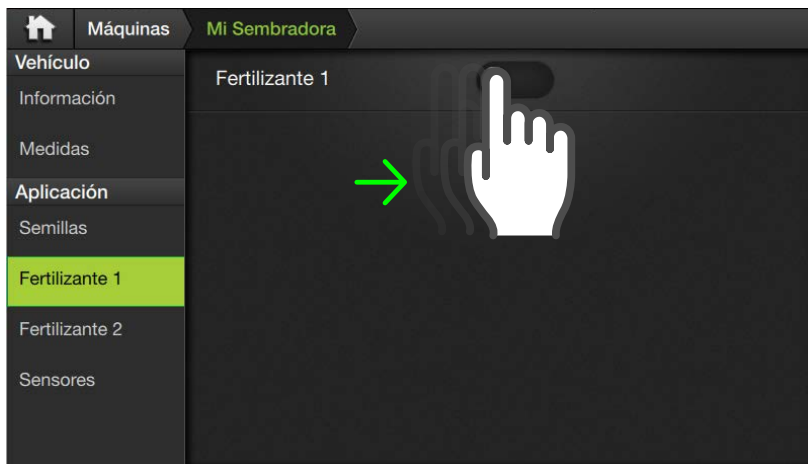 Máquinas
Mi Sembradora
Vehículo
Fertilizante 1
Información
Medidas
Aplicación
Semillas
Fertilizante 1
Fertilizante 2
Sensores